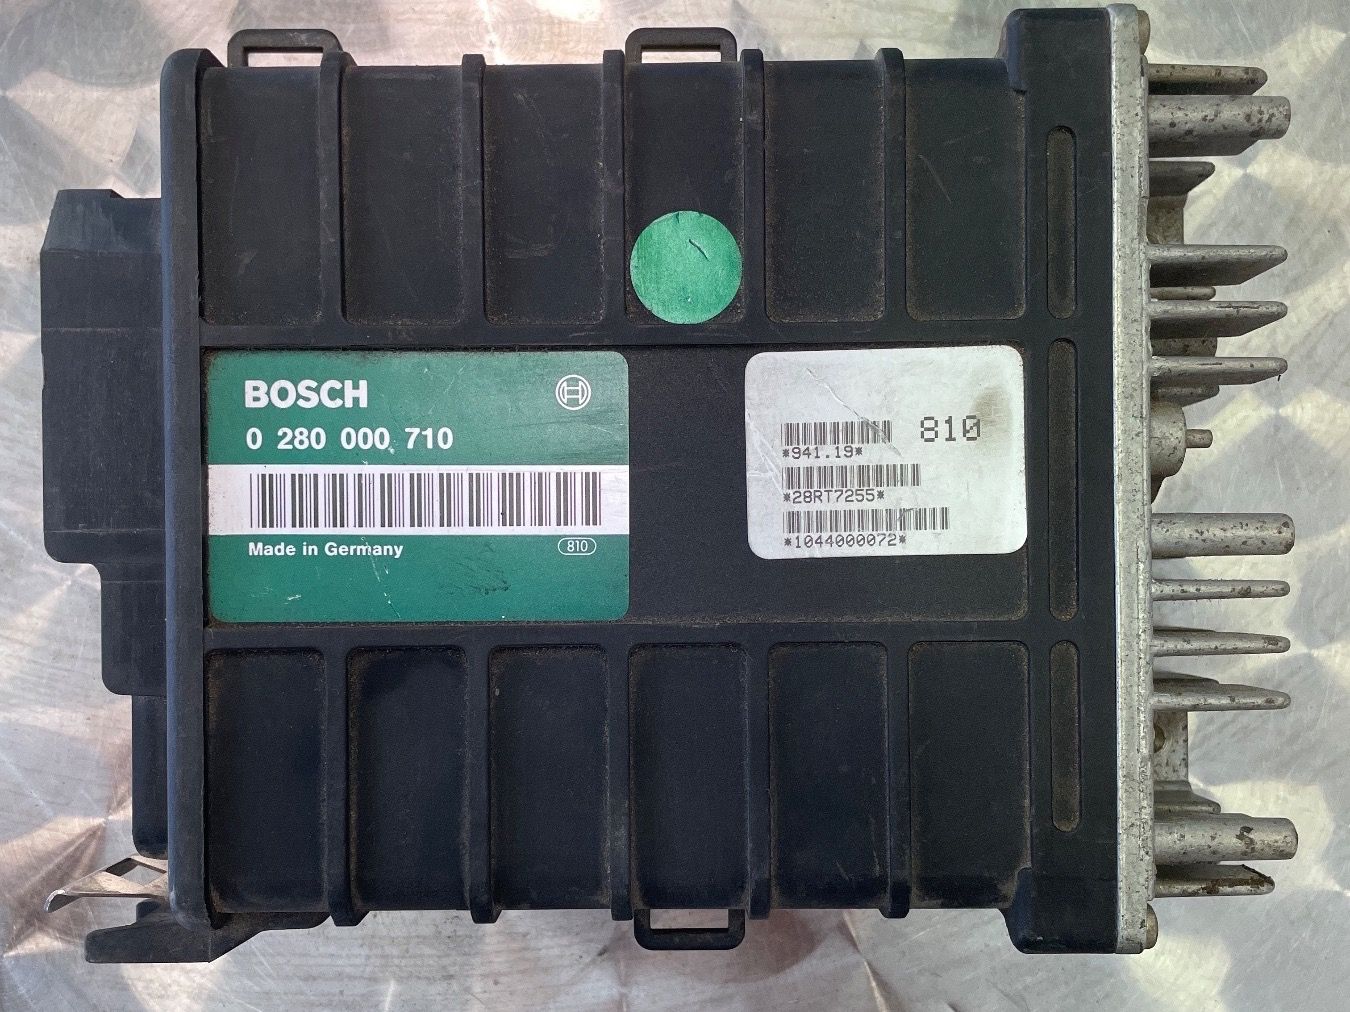 BOSCH
0 280 000 710
Made in Germany
810
810
*941.19*
*28RT7255*
*1044000072*